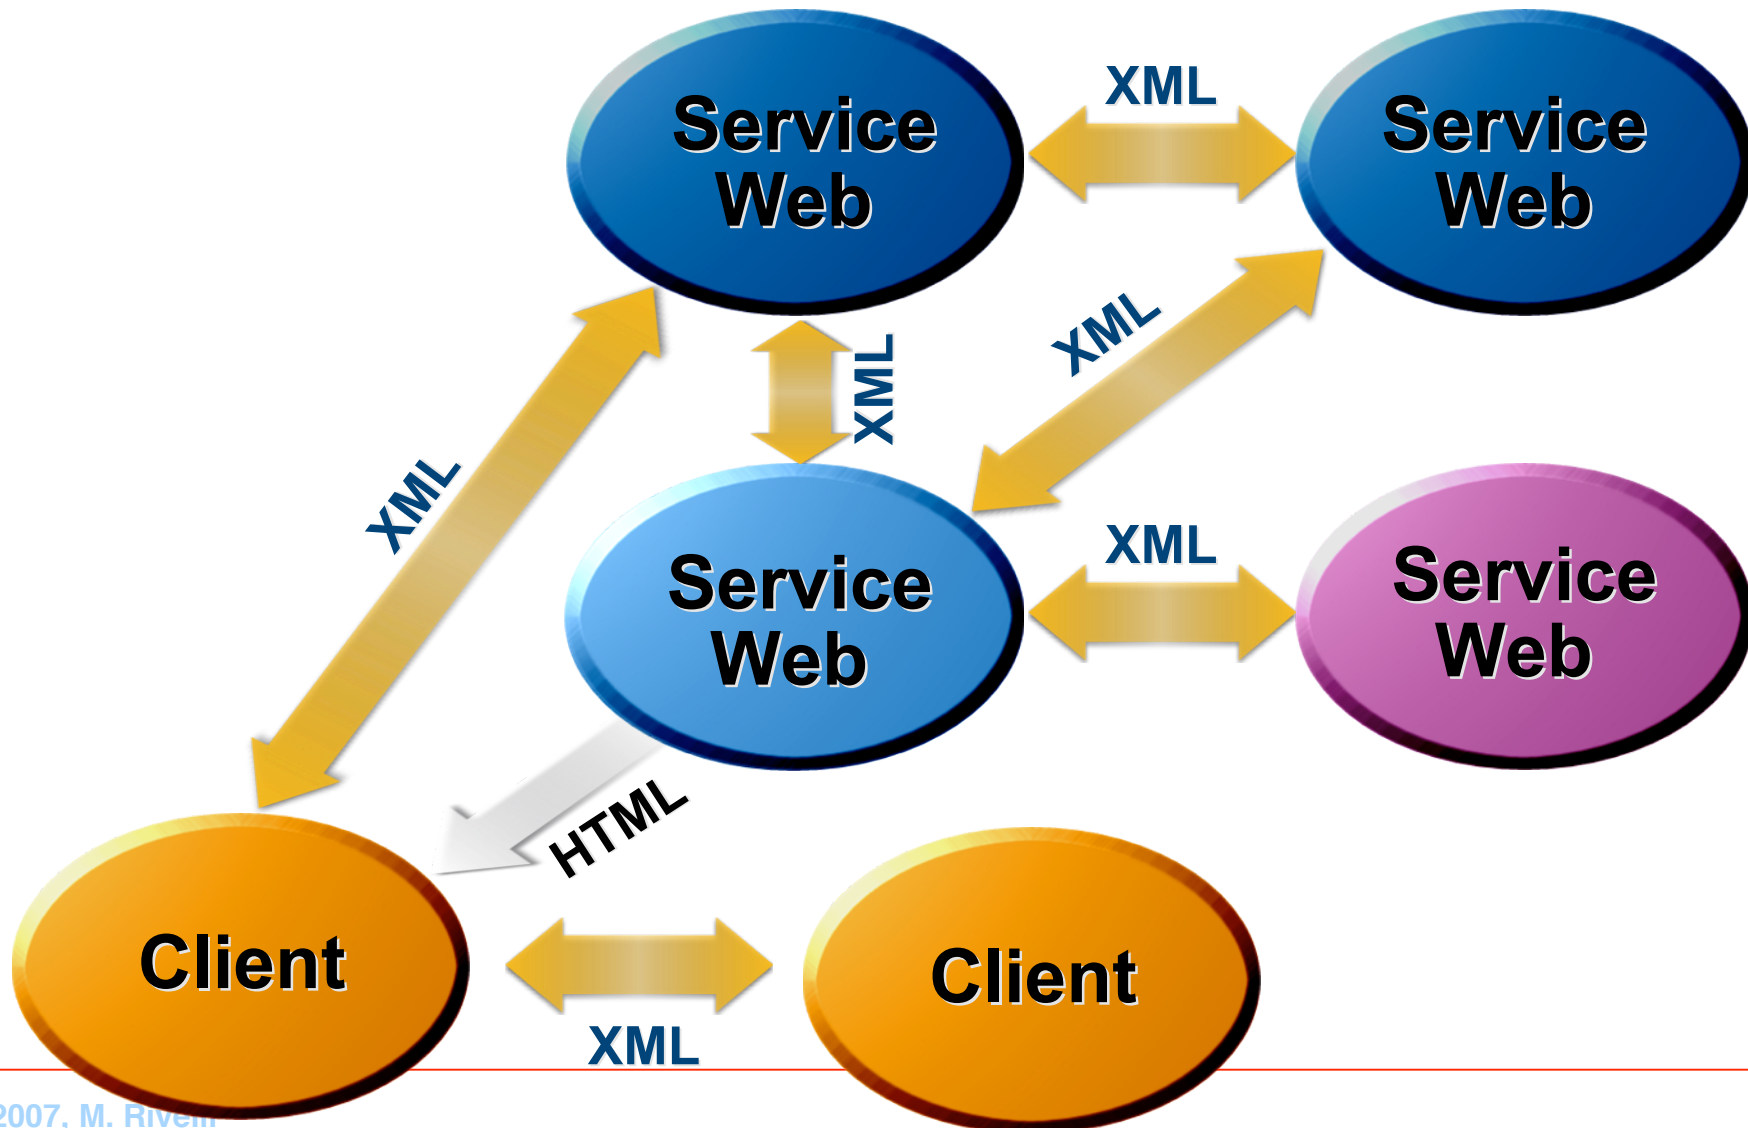 XML
Service
Web
Service
Web
XML
XML
XML
XML
Service
Web
Service
Web
HTML
Client
Client
XML
2007, M.